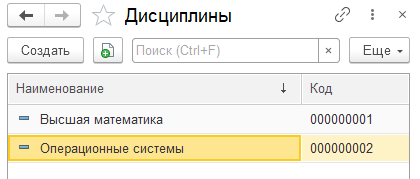 Дисциплины
Создать
Поиск (Ctrl+F)
×
Еще
Наименование ↓ Код
Высшая математика 000000001
Операционные системы 000000002